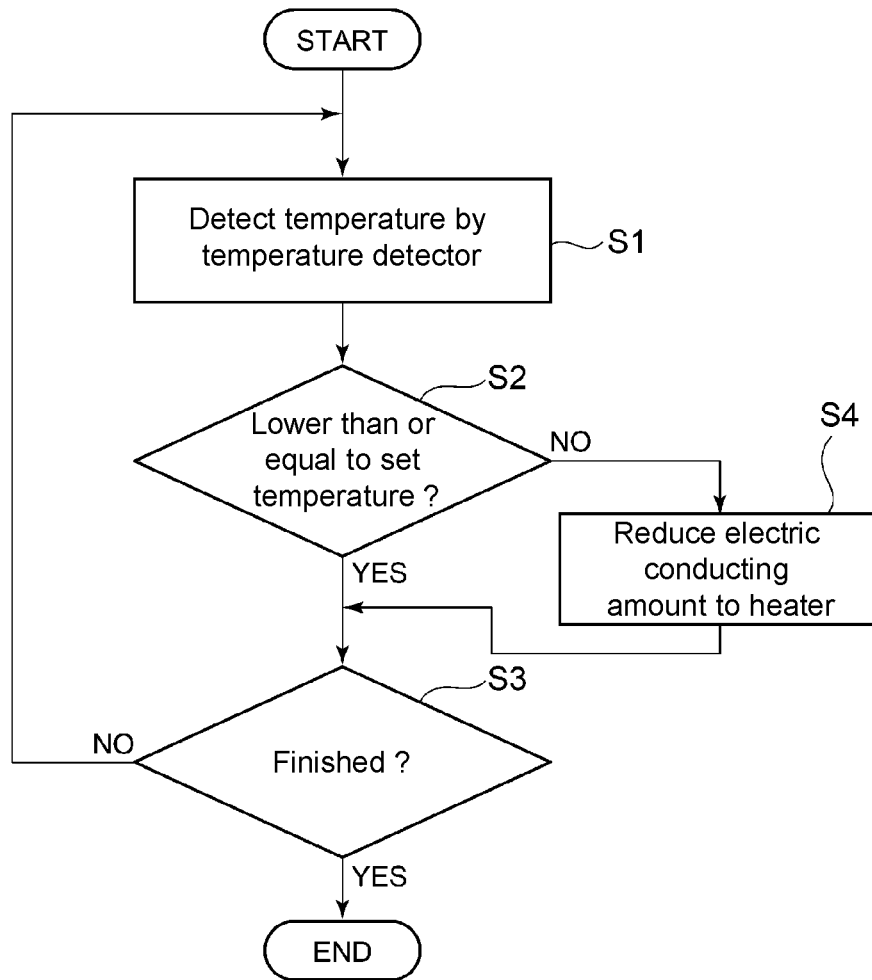 START
Detect temperature by
temperature detector
S1
S2
Lower than or
equal to set
temperature ?
NO
S4
Reduce electric
conducting
amount to heater
YES
S3
NO
Finished ?
YES
END